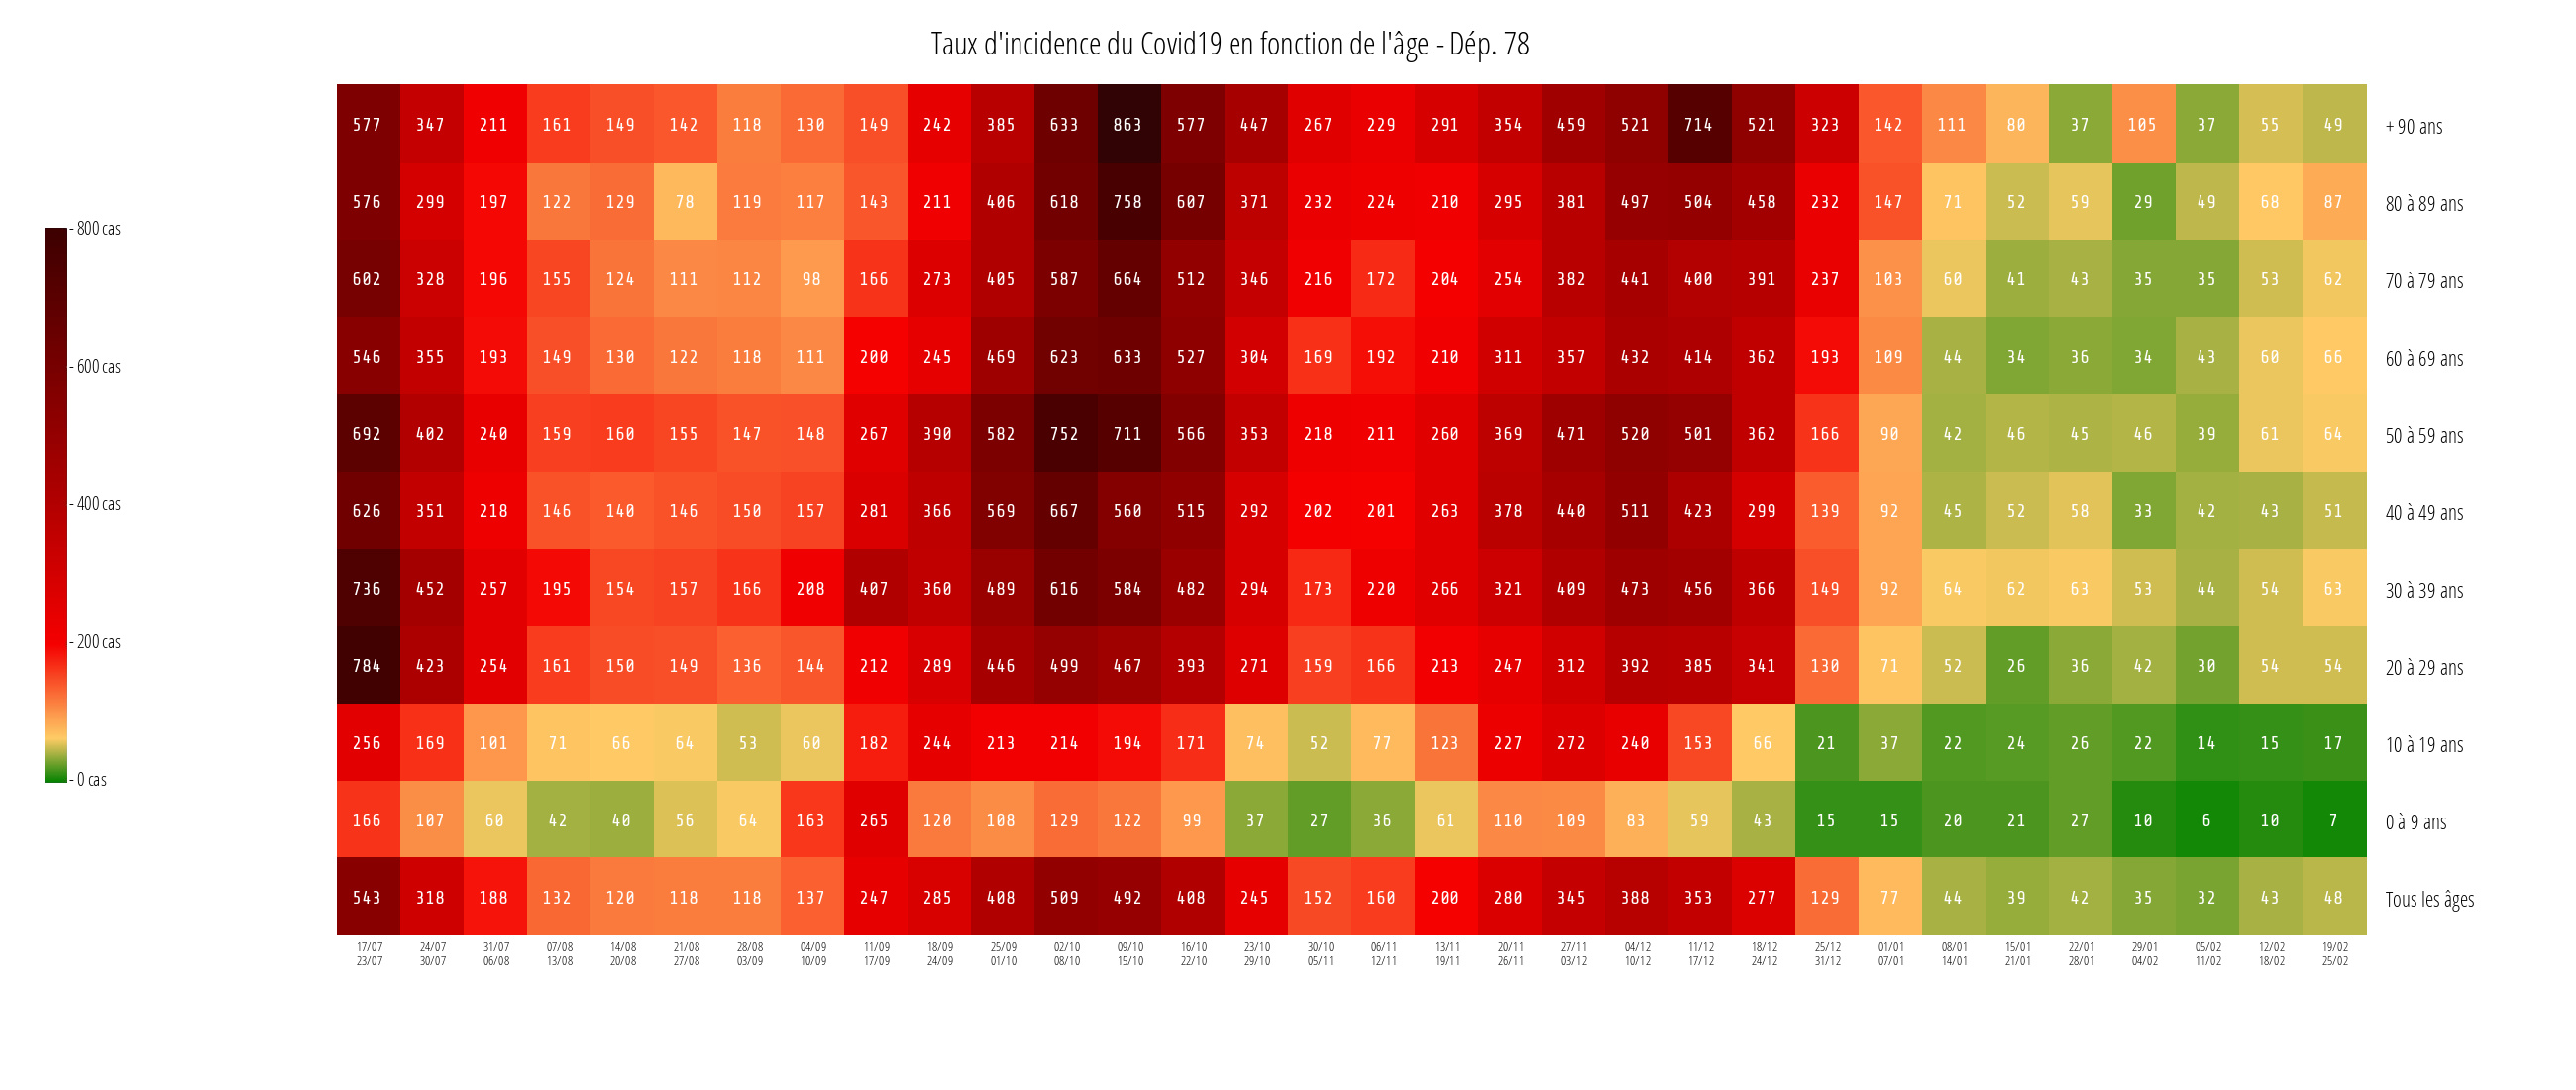 Taux d'incidence du Covid19 en fonction de l'âge - Dép. 78
577 347 211 161 149 142 118 130 149 242 385 633 863 577 447 267 229 291 354 459 521 714 521 323 142 111 80 37 105 37 55 49 + 90 ans
576 299 197 122 129 78 119 117 143 211 406 618 758 607 371 232 224 210 295 381 497 504 458 232 147 71 52 59 29 49 68 87 80 à 89 ans
602 328 196 155 124 111 112 98 166 273 405 587 664 512 346 216 172 204 254 382 441 400 391 237 103 60 41 43 35 35 53 62 70 à 79 ans
546 355 193 149 130 122 118 111 200 245 469 623 633 527 304 169 192 210 311 357 432 414 362 193 109 44 34 36 34 43 60 66 60 à 69 ans
692 402 240 159 160 155 147 148 267 390 582 752 711 566 353 218 211 260 369 471 520 501 362 166 90 42 46 45 46 39 61 64 50 à 59 ans
626 351 218 146 140 146 150 157 281 366 569 667 560 515 292 202 201 263 378 440 511 423 299 139 92 45 52 58 33 42 43 51 40 à 49 ans
736 452 257 195 154 157 166 208 407 360 489 616 584 482 294 173 220 266 321 409 473 456 366 149 92 64 62 63 53 44 54 63 30 à 39 ans
784 423 254 161 150 149 136 144 212 289 446 499 467 393 271 159 166 213 247 312 392 385 341 130 71 52 26 36 42 30 54 54 20 à 29 ans
256 169 101 71 66 64 53 60 182 244 213 214 194 171 74 52 77 123 227 272 240 153 66 21 37 22 24 26 22 14 15 17 10 à 19 ans
166 107 60 42 40 56 64 163 265 120 108 129 122 99 37 27 36 61 110 109 83 59 43 15 15 20 21 27 10 6 10 7 0 à 9 ans
543 318 188 132 120 118 118 137 247 285 408 509 492 408 245 152 160 200 280 345 388 353 277 129 77 44 39 42 35 32 43 48 Tous les âges
17/07 24/07 31/07 07/08 14/08 21/08 28/08 04/09 11/09 18/09 25/09 02/10 09/10 16/10 23/10 30/10 06/11 13/11 20/11 27/11 04/12 11/12 18/12 25/12 01/01 08/01 15/01 22/01 29/01 05/02 12/02 19/02
23/07 30/07 06/08 13/08 20/08 27/08 03/09 10/09 17/09 24/09 01/10 08/10 15/10 22/10 29/10 05/11 12/11 19/11 26/11 03/12 10/12 17/12 24/12 31/12 07/01 14/01 21/01 28/01 04/02 11/02 18/02 25/02
- 800 cas
- 600 cas
- 400 cas
- 200 cas
- 0 cas